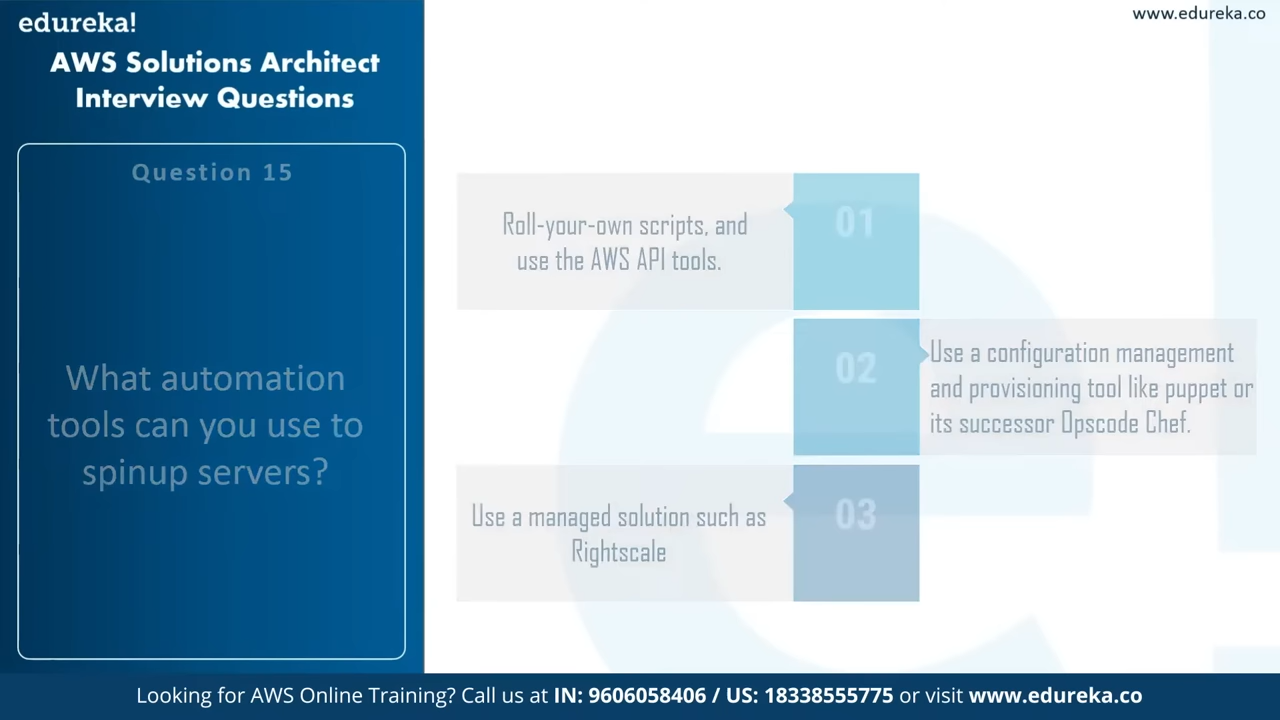 edureka!
www.edureka.co
AWS Solutions Architect
Interview Questions
Question 15
What automation
tools can you use to
spinup servers?
Roll-your-own scripts, and
use the AWS API tools.
01
02
Use a configuration management
and provisioning tool like puppet or
its successor Opscode Chef.
Use a managed solution such as
Rightscale
03
Looking for AWS Online Training? Call us at IN: 9606058406 / US: 18338555775 or visit www.edureka.co